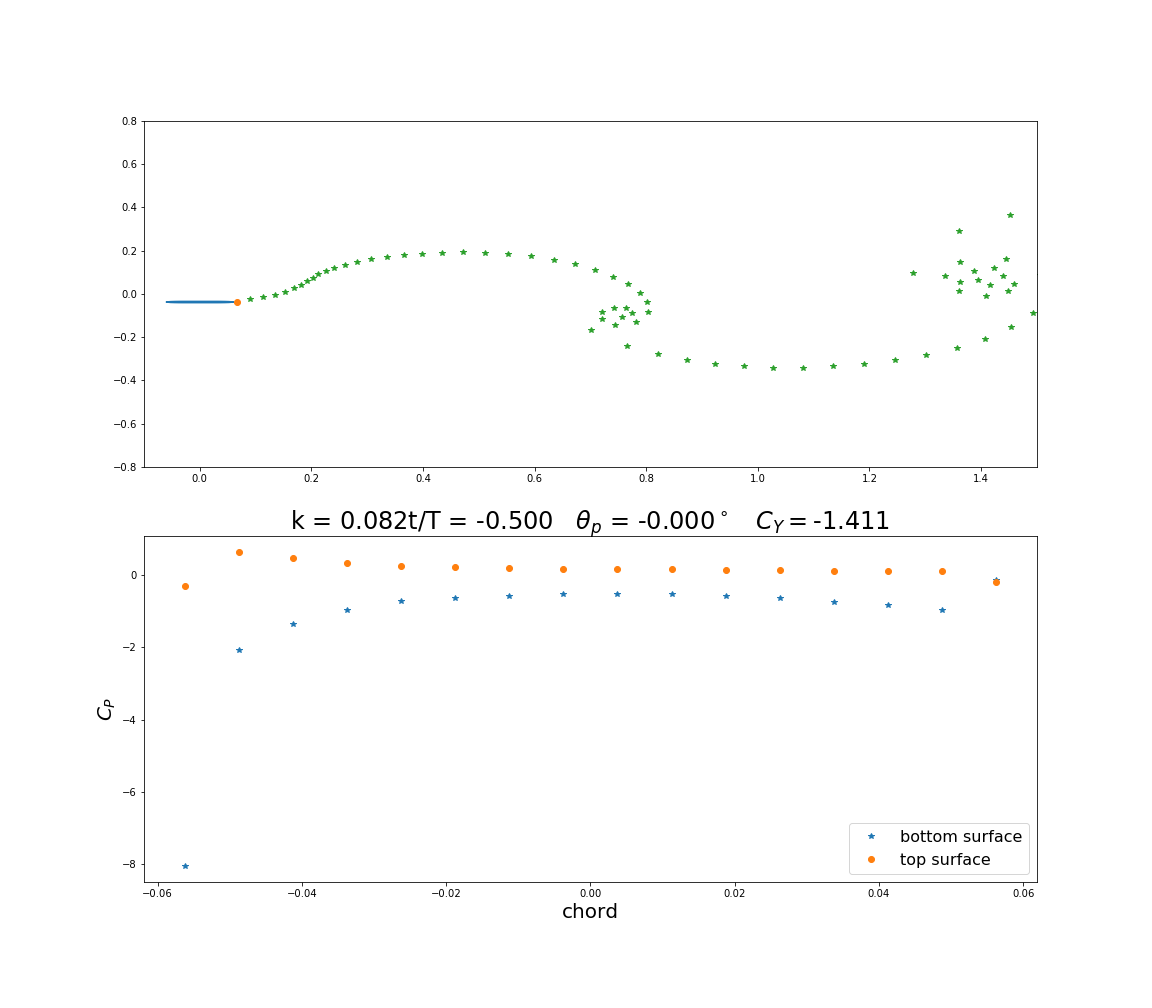 0.8
0.6
0.4
0.2
0.0
−0.2
−0.4
−0.6
−0.8
0.0 0.2 0.4 0.6 0.8 1.0 1.2 1.4
k = 0.082t/T = -0.500 θp = -0.000° CY = -1.411
0
−2
−4
−6
−8
CP
bottom surface
top surface
−0.06 −0.04 −0.02 0.00 0.02 0.04 0.06
chord